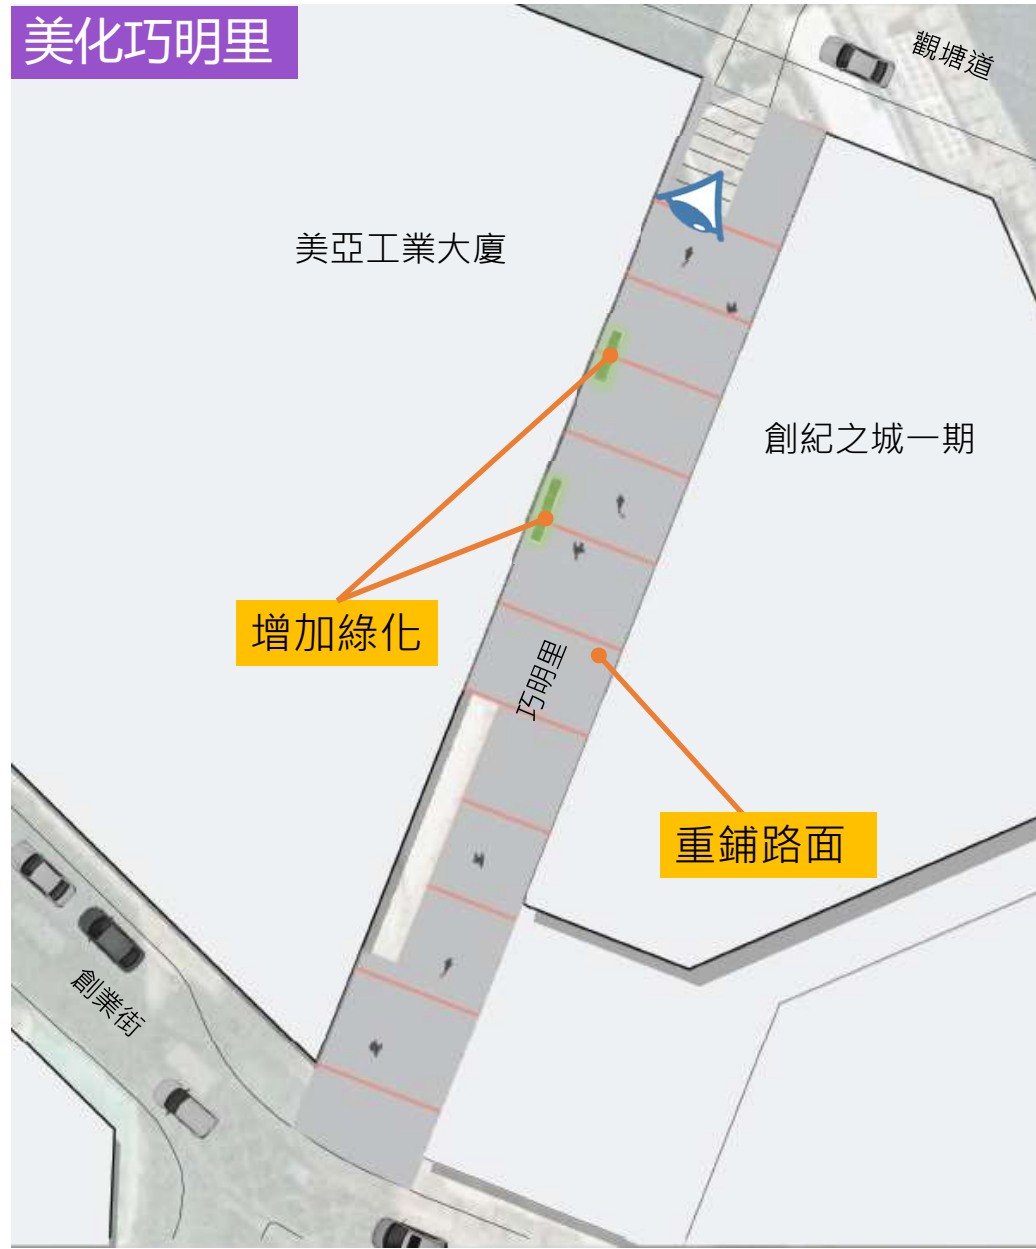 美化巧明里
觀塘道
美亞工業大廈
創紀之城一期
增加綠化
巧明里
重鋪路面
創業街